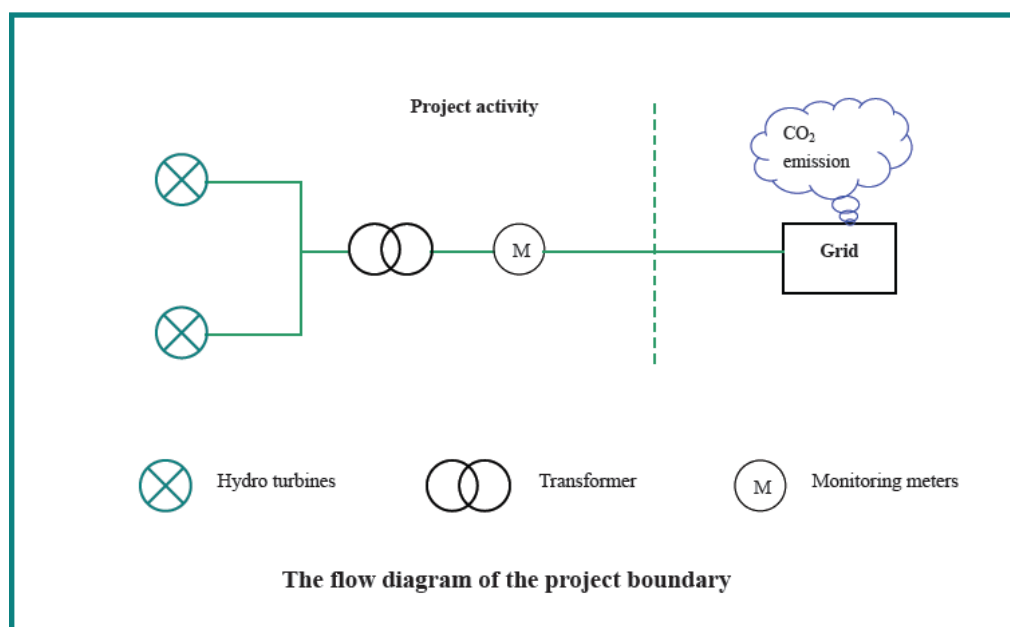 Project activity
CO₂
emission
M
Grid
Hydro turbines
Transformer
M
Monitoring meters
The flow diagram of the project boundary